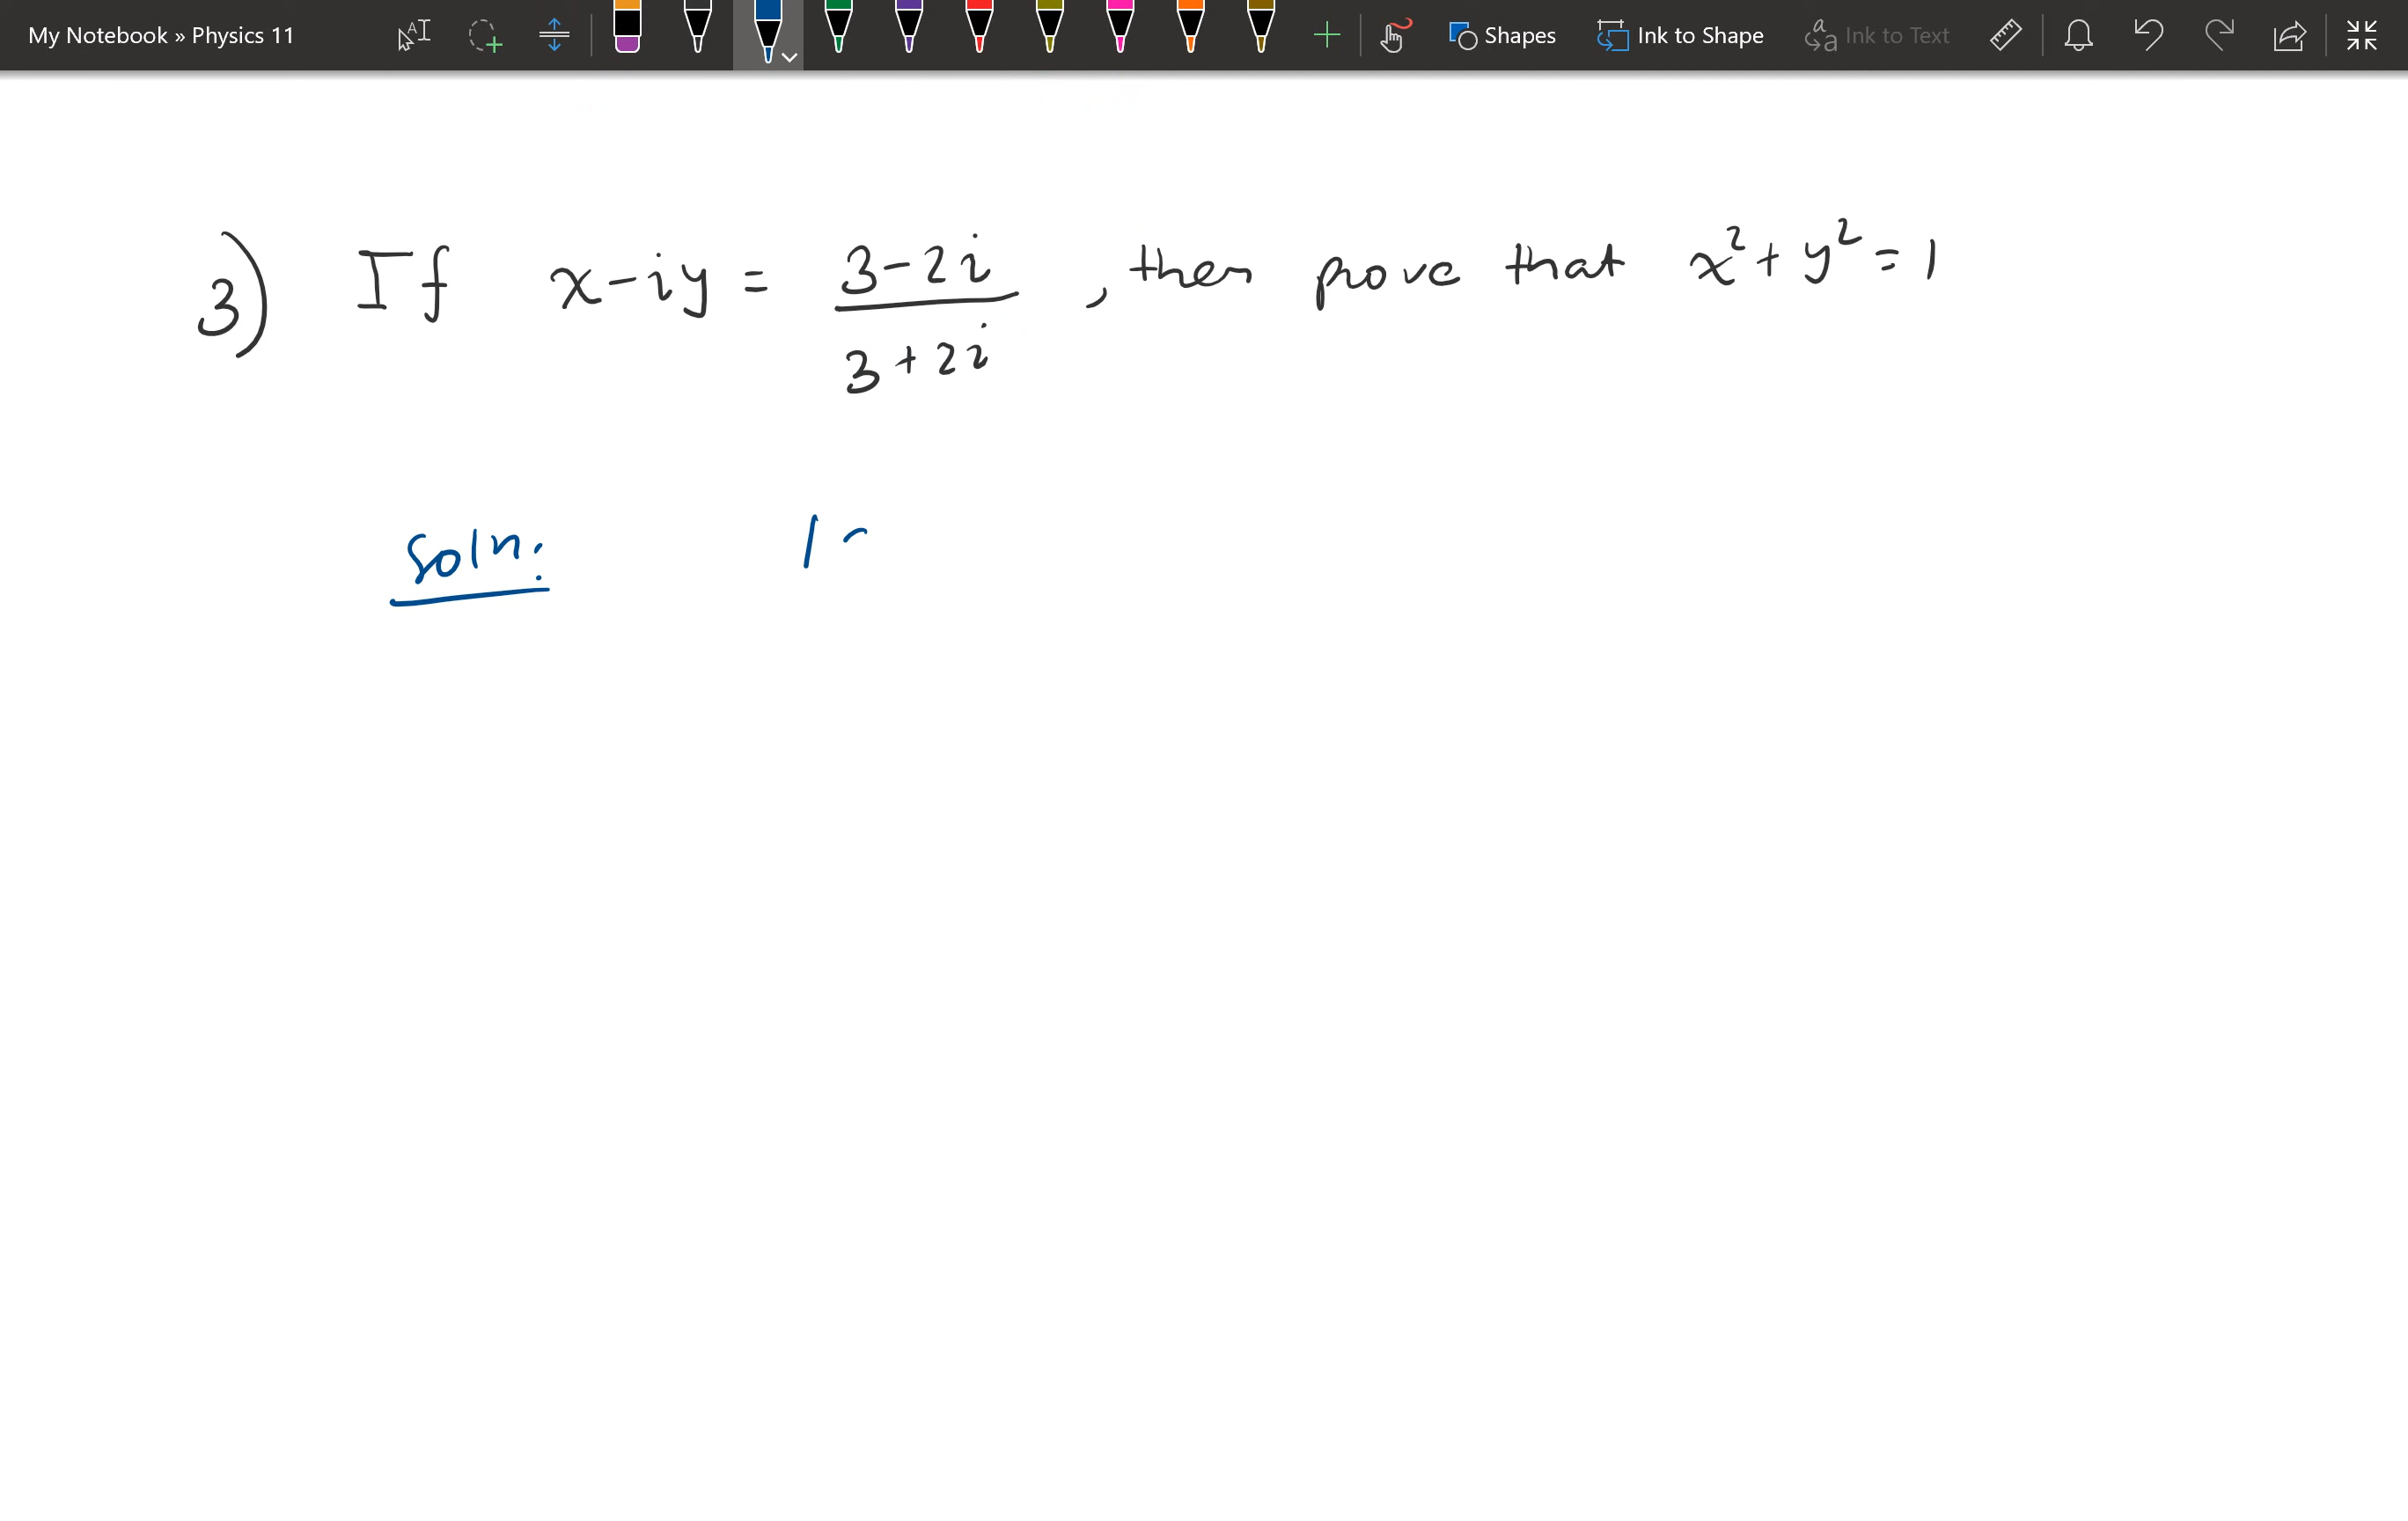 My Notebook » Physics 11 Shapes Ink to Shape Ink to Text
3) If x-iy = 3-2i / 3+2i , then prove that x²+y²=1
Soln: